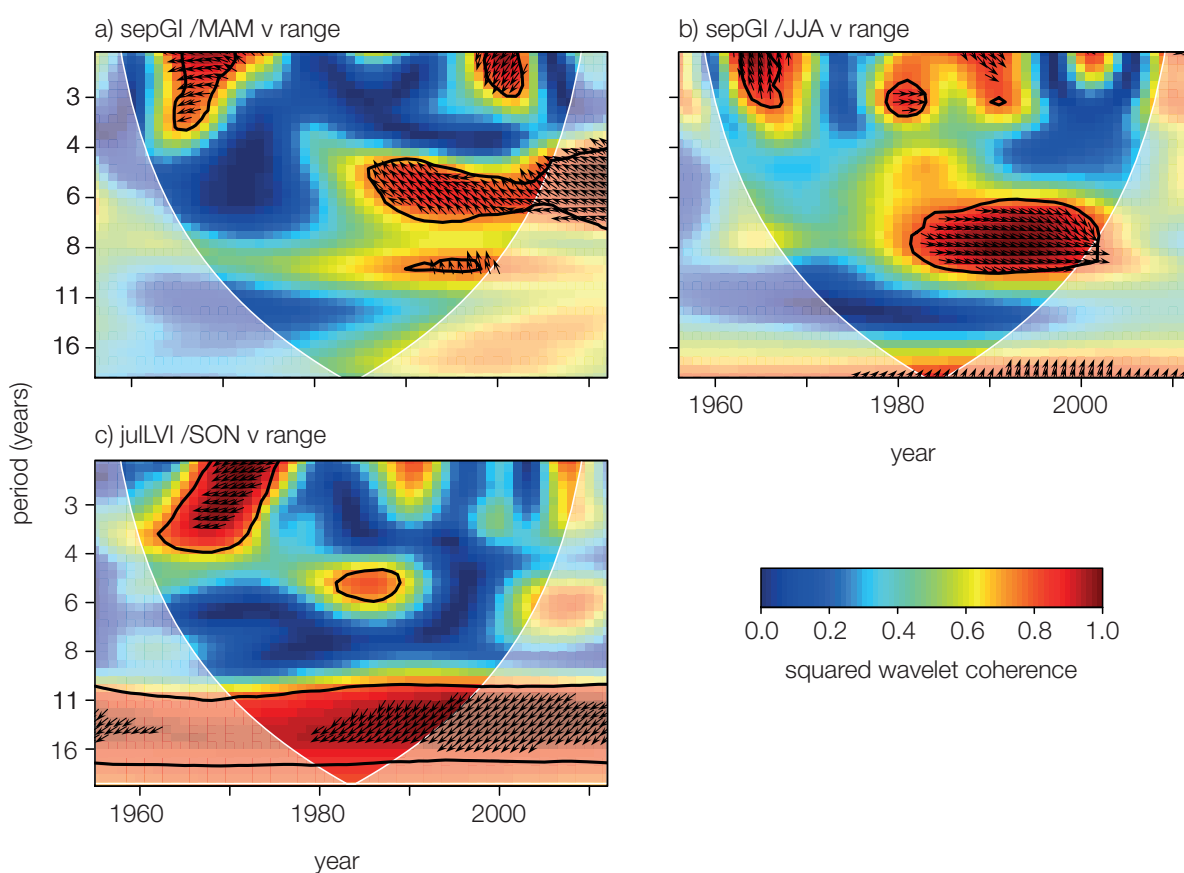 a) sepGI /MAM v range
3
4
6
8
11
16
b) sepGI /JJA v range
3
4
6
8
11
16
1960 1980 2000
year
period (years)
c) julLVI /SON v range
3
4
6
8
11
16
1960 1980 2000
year
0.0 0.2 0.4 0.6 0.8 1.0
squared wavelet coherence